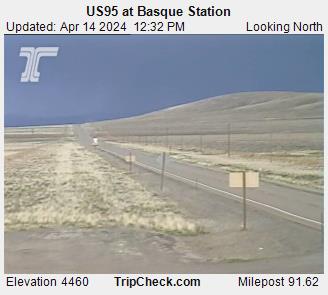 US95 at Basque Station
Updated: Apr 14 2024 12:32 PM Looking North
Elevation 4460 TripCheck.com Milepost 91.62